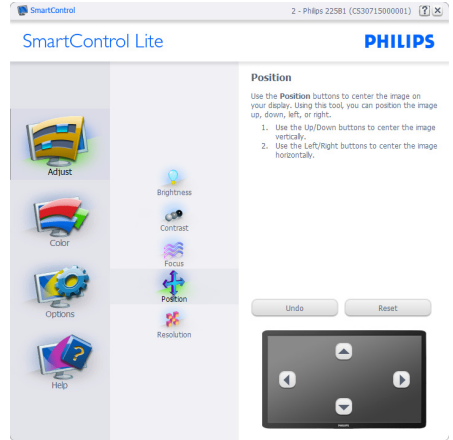 SmartControl
2 - Philips 225B1 (CS30715000001)
SmartControl Lite
PHILIPS
Adjust
Color
Options
Help
Brightness
Contrast
Focus
Position
Resolution
Position
Use the Position buttons to center the image on
your display. Using this tool, you can position the image
up, down, left, or right.
1. Use the Up/Down buttons to center the image
vertically.
2. Use the Left/Right buttons to center the image
horizontally.
Undo
Reset
PHILIPS